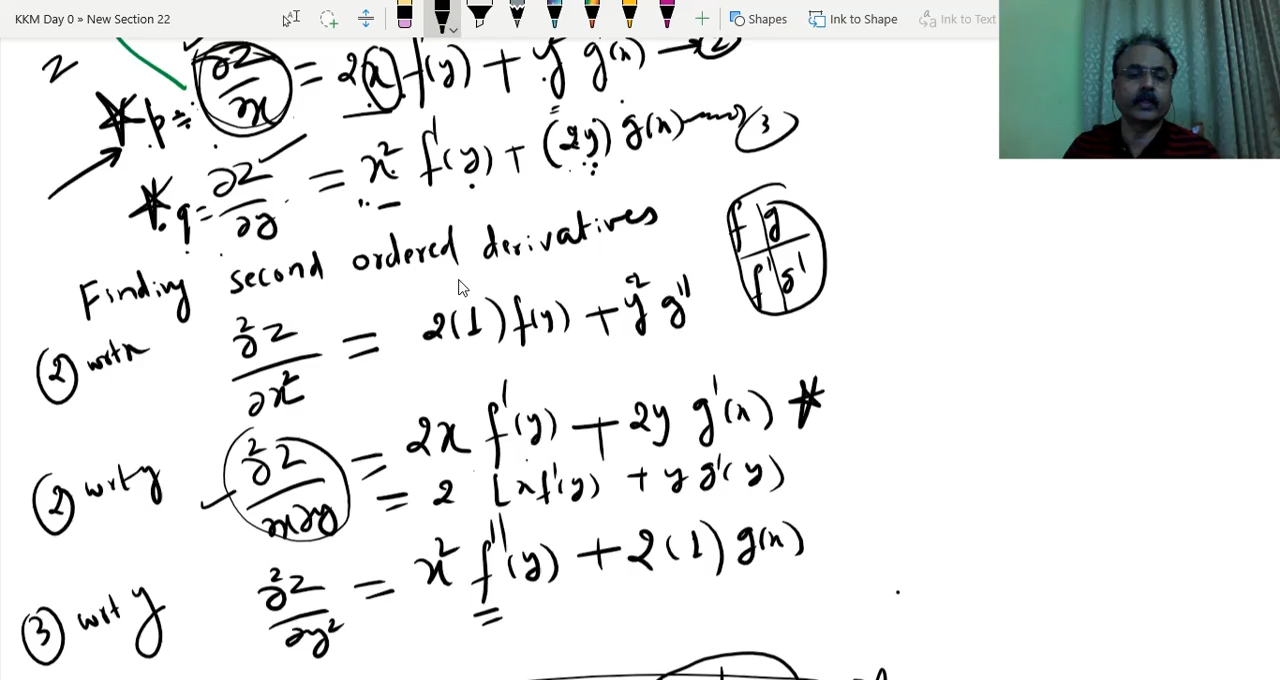 KKM Day 0 » New Section 22
Shapes Ink to Shape Ink to Text
2
* p = ∂z/∂x = 2x f(y) + y² g'(x) → (2)
* q = ∂z/∂y = x² f'(y) + (2y) g(x) → (3)
Finding second ordered derivatives
f g
f' g'
(2) wrt x ∂²z/∂x² = 2(1) f(y) + y² g''
(2) wrt y ∂²z/∂x∂y = 2x f'(y) + 2y g'(x) *
= 2 [x f'(y) + y g'(y)
(3) wrt y ∂²z/∂y² = x² f''(y) + 2(1) g(x)